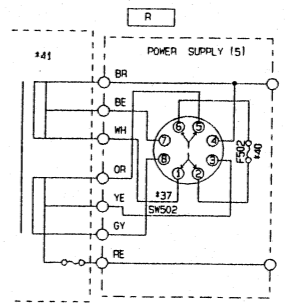 R
*41
POWER SUPPLY (5)
BR
BE
WH
OR
YE
GY
RE
6 5
7 4
8 3
1 2
*37
SW502
F502
*40